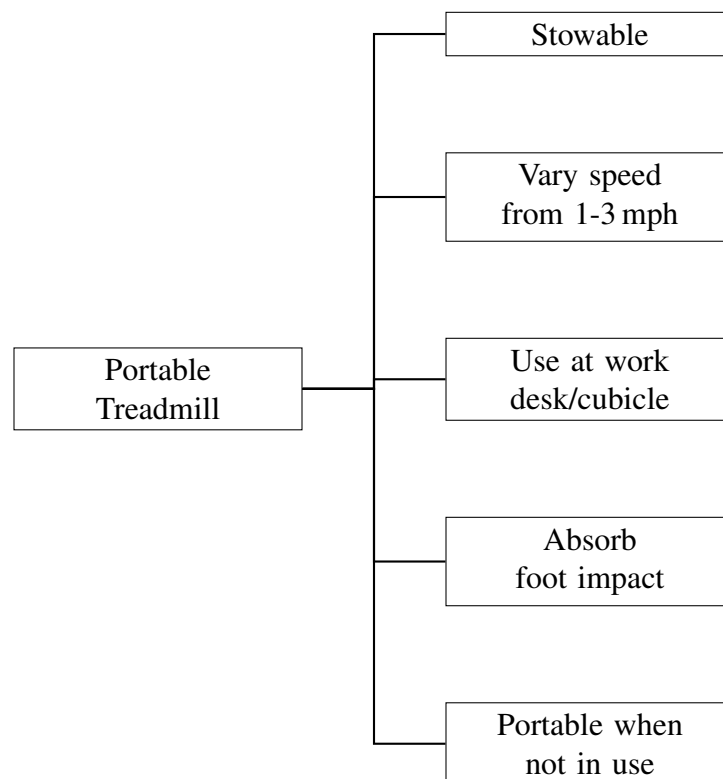 Stowable
Vary speed
from 1-3 mph
Portable
Treadmill
Use at work
desk/cubicle
Absorb
foot impact
Portable when
not in use